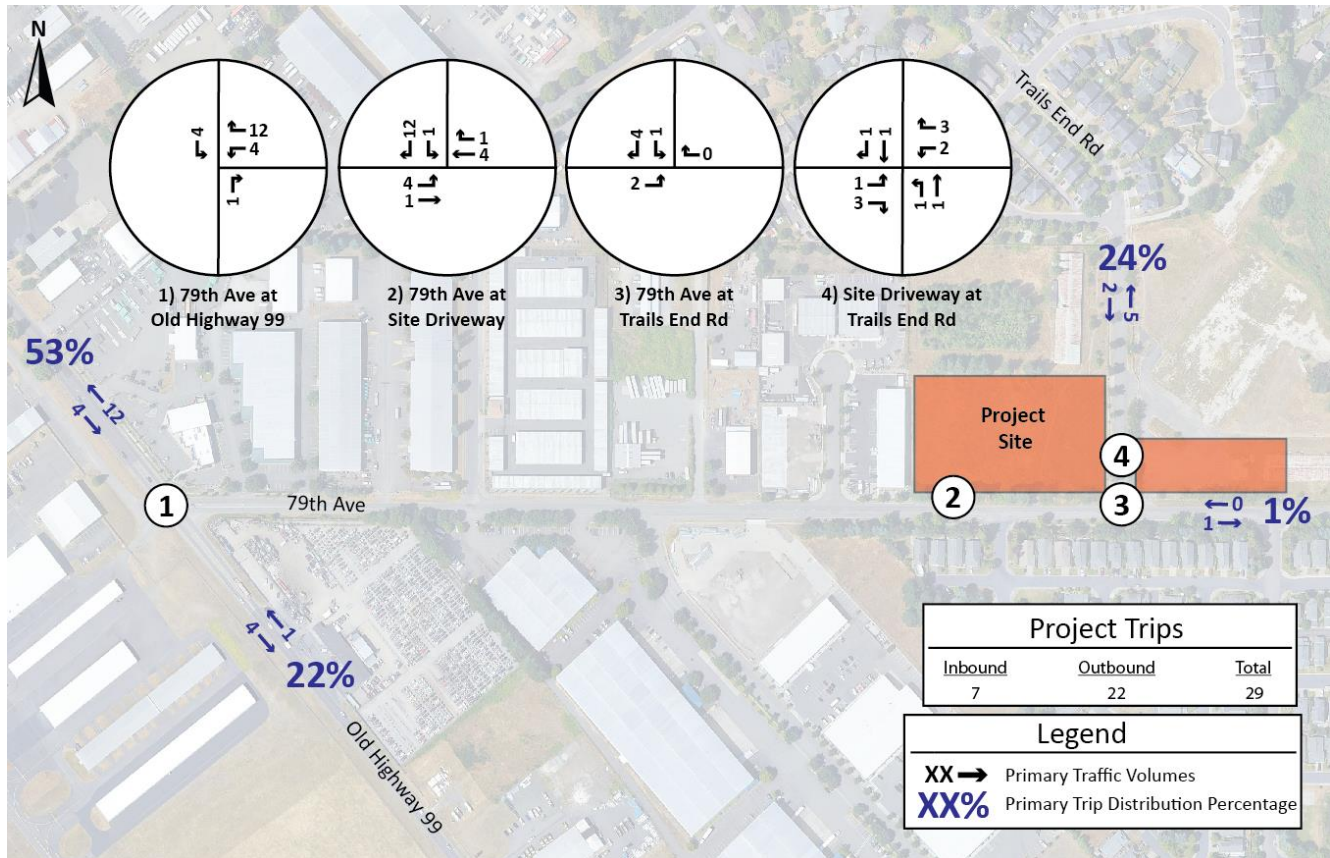 N
Trails End Rd
4
12
4
1
12
1
1
4
4
1
4
1
0
2
1
1
3
2
1
3
1
1
1) 79th Ave at
Old Highway 99
2) 79th Ave at
Site Driveway
3) 79th Ave at
Trails End Rd
4) Site Driveway at
Trails End Rd
24%
2
5
53%
12
4
Project
Site
4
1
79th Ave
2
3
0
1
1%
1
4
22%
Old Highway 99
Project Trips
Inbound Outbound Total
7 22 29
Legend
XX Primary Traffic Volumes
XX% Primary Trip Distribution Percentage